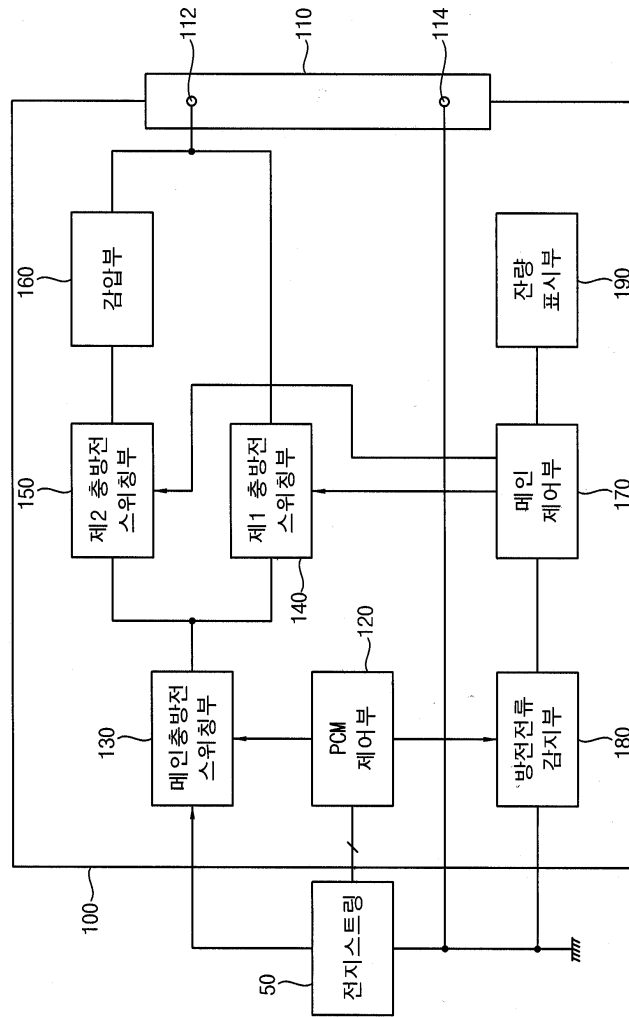 100
50
전지스트링
130
메인충방전
스위칭부
120
PCM
제어부
180
방전전류
감지부
150
제2 충방전
스위칭부
140
제1 충방전
스위칭부
170
메인
제어부
160
감압부
190
잔량
표시부
112
110
114